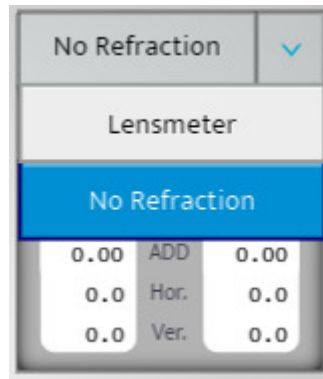 No Refraction
Lensmeter
No Refraction
0.00 ADD 0.00
0.0 Hor. 0.0
0.0 Ver. 0.0